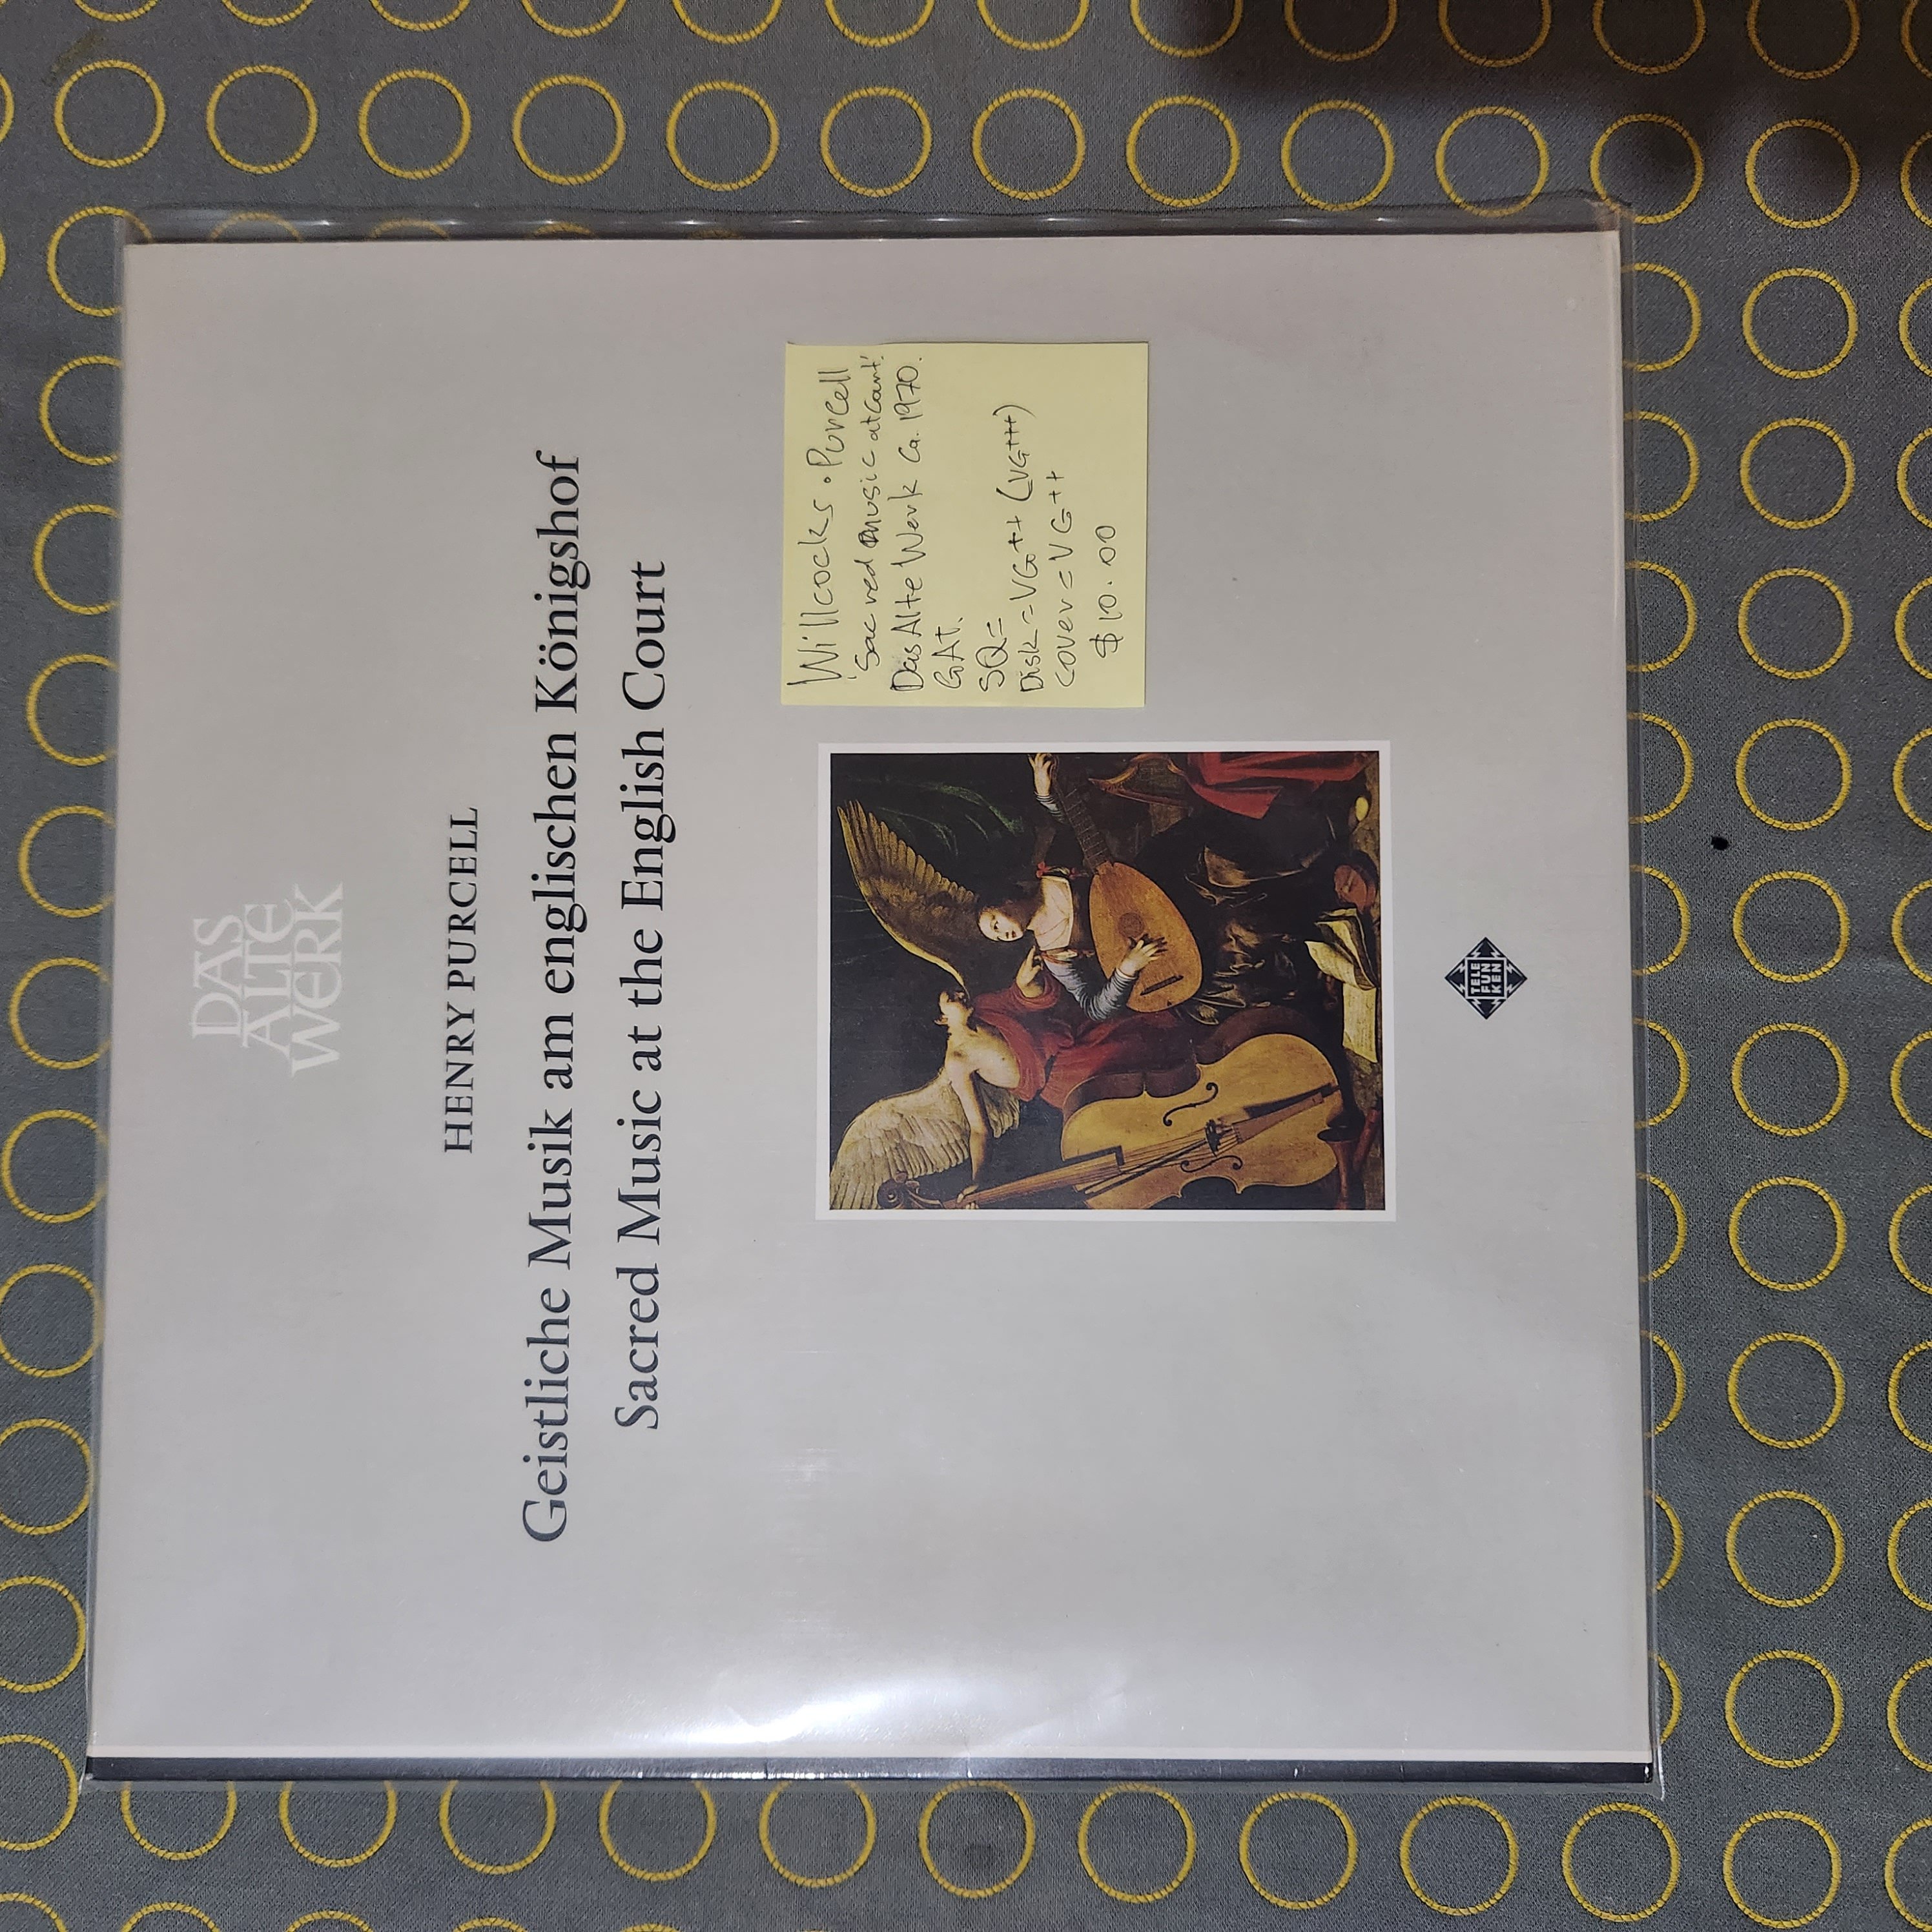 DAS
ALTE
WERK
HENRY PURCELL
Geistliche Musik am englischen Königshof
Sacred Music at the English Court
Willcocks • Purcell
'Sacred Music at Court'
Das Alte Werk Ca. 1970.
GAT.
SQ=
Disk = VG++ (VG+++)
Cover = VG++
$10.00
TELE
FUN
KEN